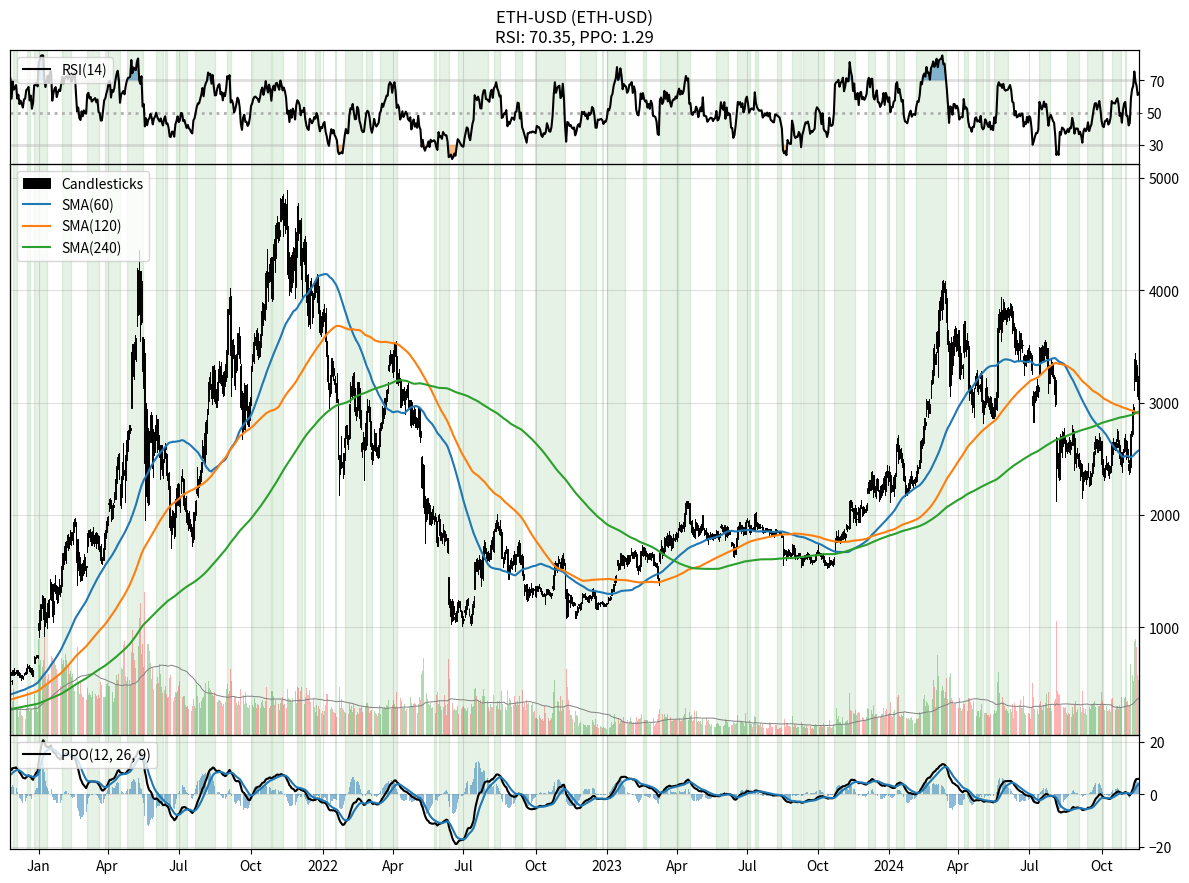 ETH-USD (ETH-USD)
RSI: 70.35, PPO: 1.29
RSI(14)
70
50
30
Candlesticks
SMA(60)
SMA(120)
SMA(240)
5000
4000
3000
2000
1000
PPO(12, 26, 9)
20
0
−20
Jan Apr Jul Oct 2022 Apr Jul Oct 2023 Apr Jul Oct 2024 Apr Jul Oct